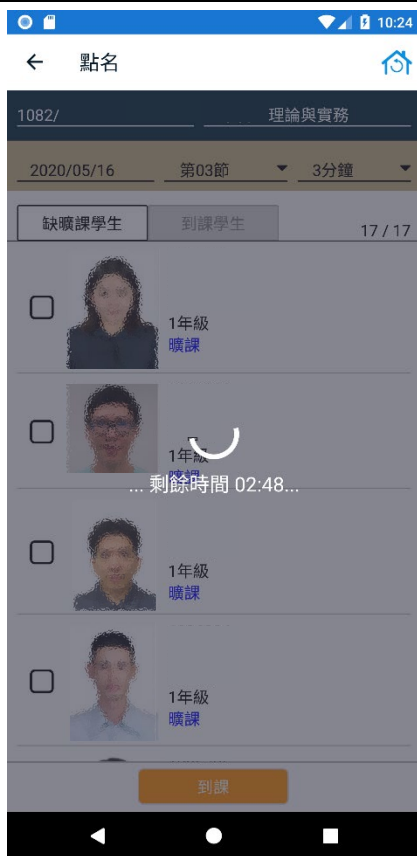 10:24
點名
1082/ 理論與實務
2020/05/16 第03節 3分鐘
缺曠課學生 到課學生 17 / 17
1年級
曠課
1年級
... 剩餘時間 02:48...
1年級
曠課
1年級
曠課
到課